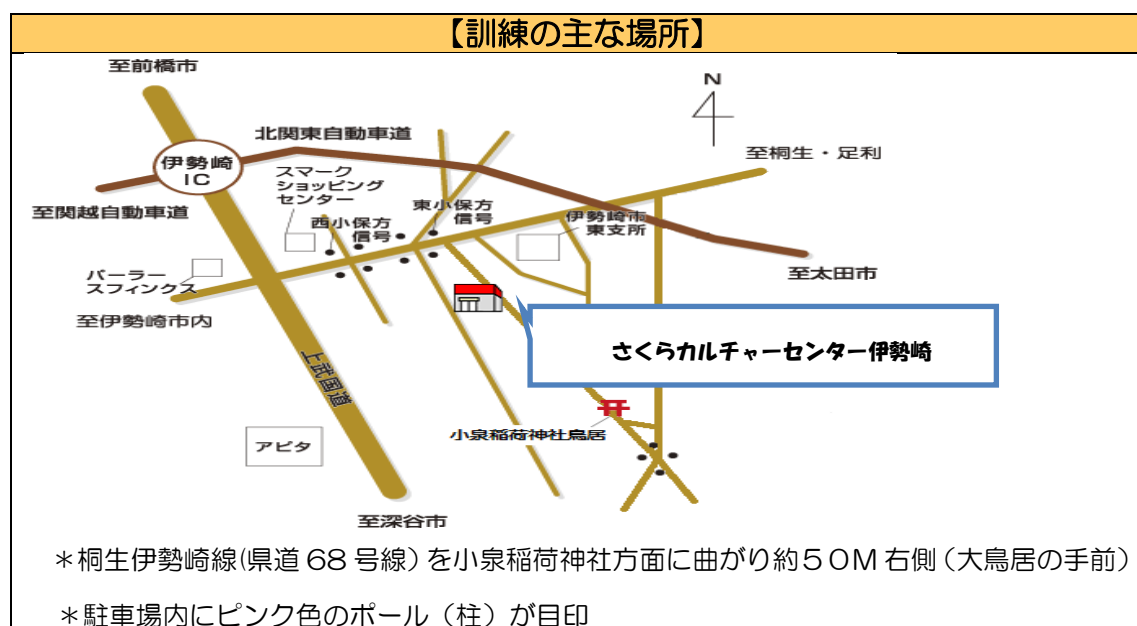 【訓練の主な場所】
至前橋市
N
北関東自動車道
伊勢崎
IC
至桐生・足利
スマーク
ショッピング
センター
東小保方
信号
至関越自動車道
西小保方
信号
伊勢崎市
東支所
パーラー
スフィンクス
至太田市
至伊勢崎市内
さくらカルチャーセンター伊勢崎
上武国道
小泉稲荷神社鳥居
アピタ
至深谷市
＊桐生伊勢崎線(県道 68 号線）を小泉稲荷神社方面に曲がり約５０M 右側（大鳥居の手前）
＊駐車場内にピンク色のポール（柱）が目印